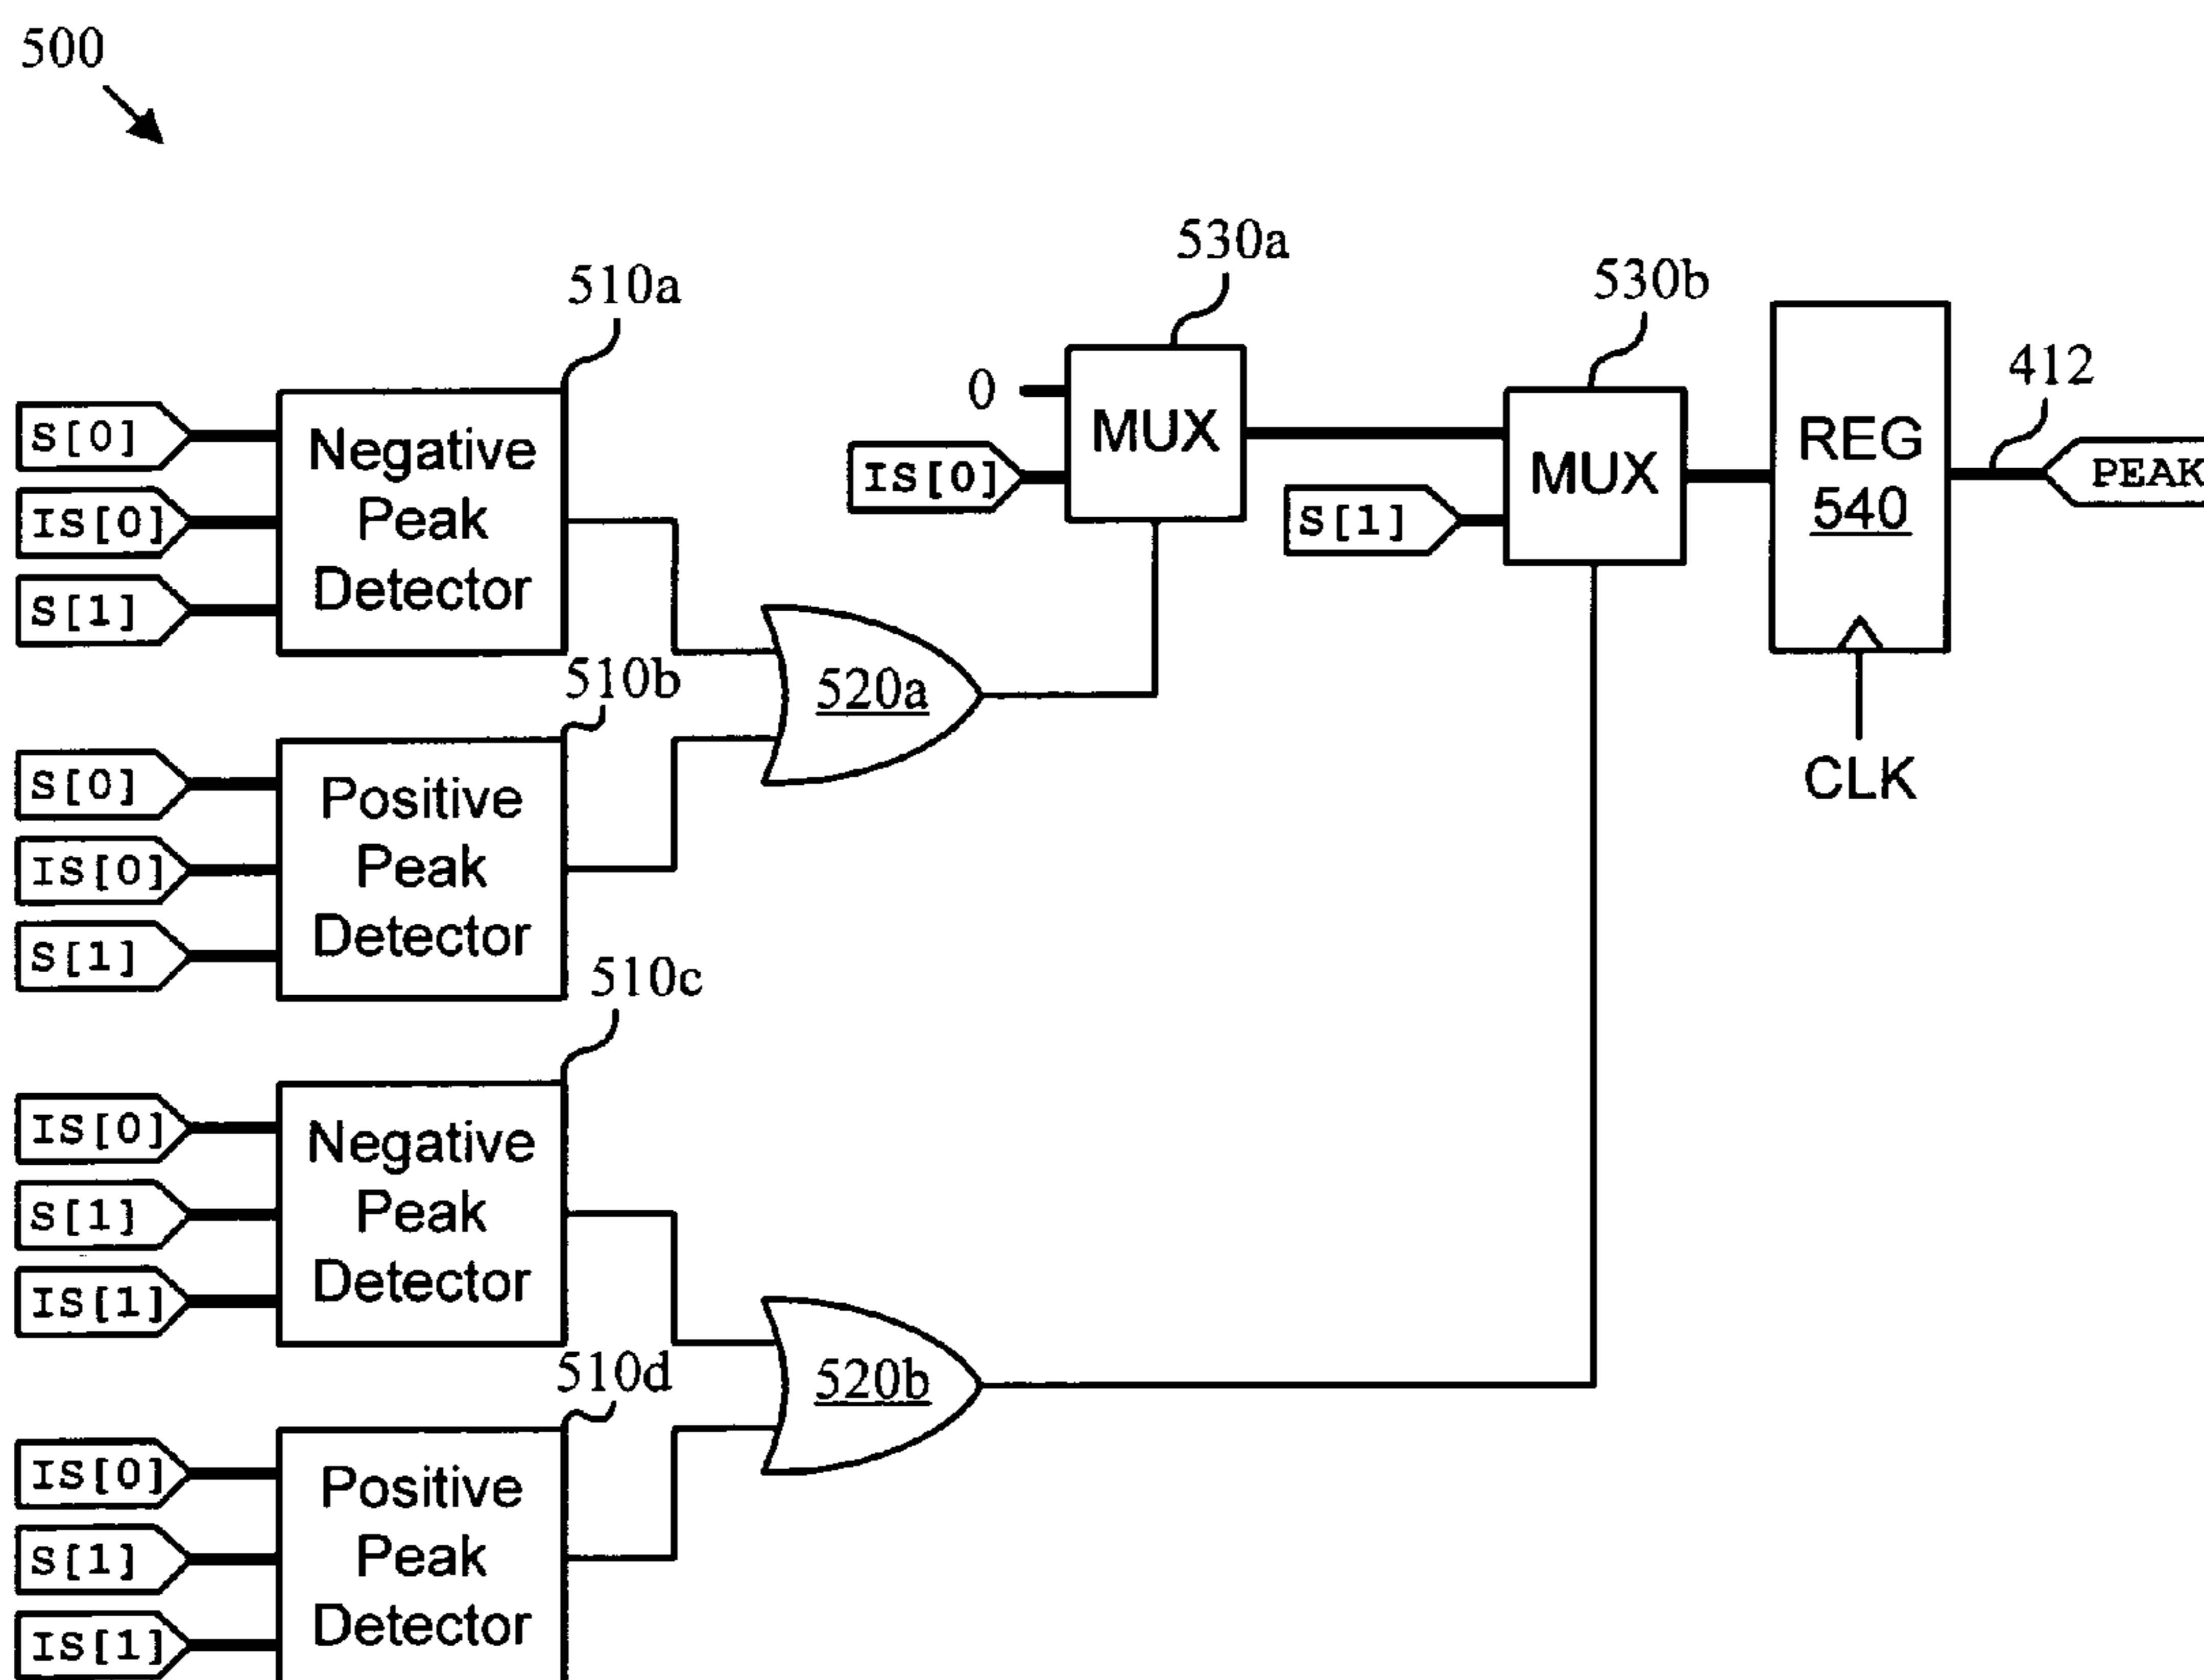 500
530a
530b
510a
412
0
MUX
IS[0]
S[1]
MUX
REG
540
PEAK
CLK
S[0]
IS[0]
S[1]
Negative
Peak
Detector
510b
520a
S[0]
IS[0]
S[1]
Positive
Peak
Detector
510c
IS[0]
S[1]
IS[1]
Negative
Peak
Detector
510d
520b
IS[0]
S[1]
IS[1]
Positive
Peak
Detector